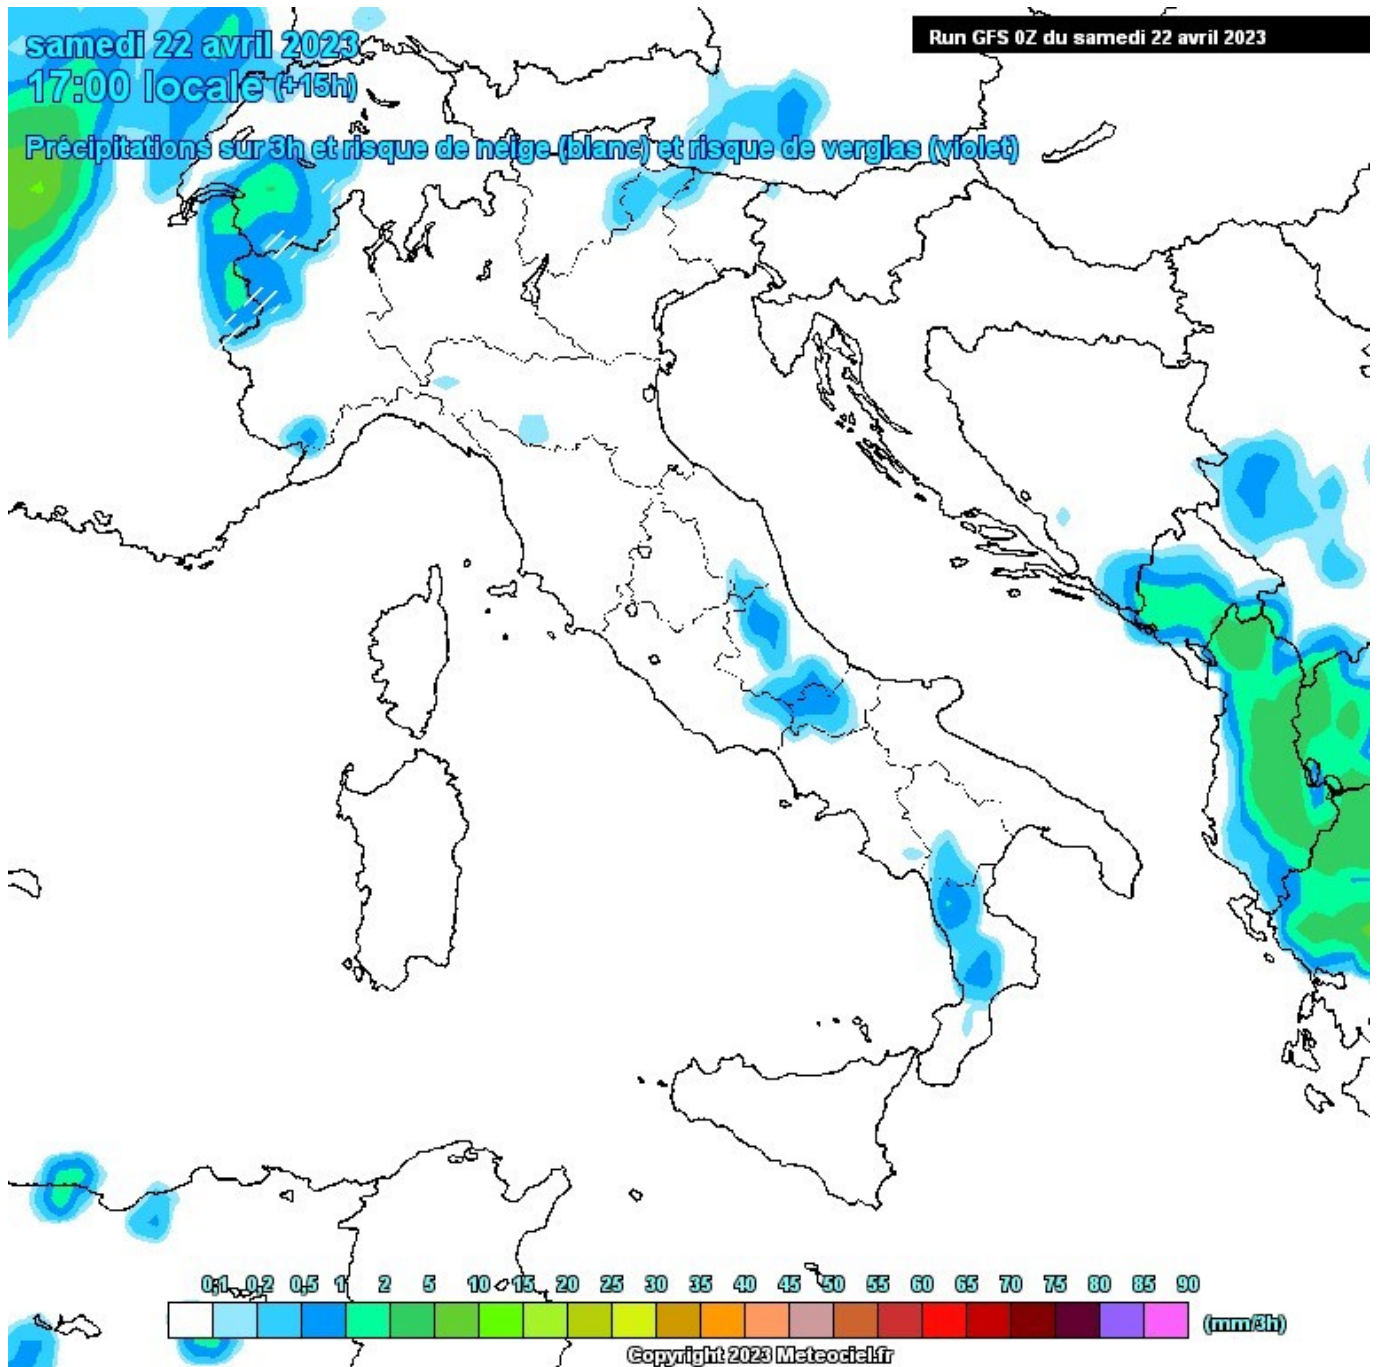 samedi 22 avril 2023
Run GFS 0Z du samedi 22 avril 2023
17:00 locale (+15h)
Précipitations sur 3h et risque de neige (blanc) et risque de verglas (violet)
0,1 0,2 0,5 1 2 5 10 15 20 25 30 35 40 45 50 55 60 65 70 75 80 85 90
(mm/3h)
Copyright 2023 Meteociel.fr